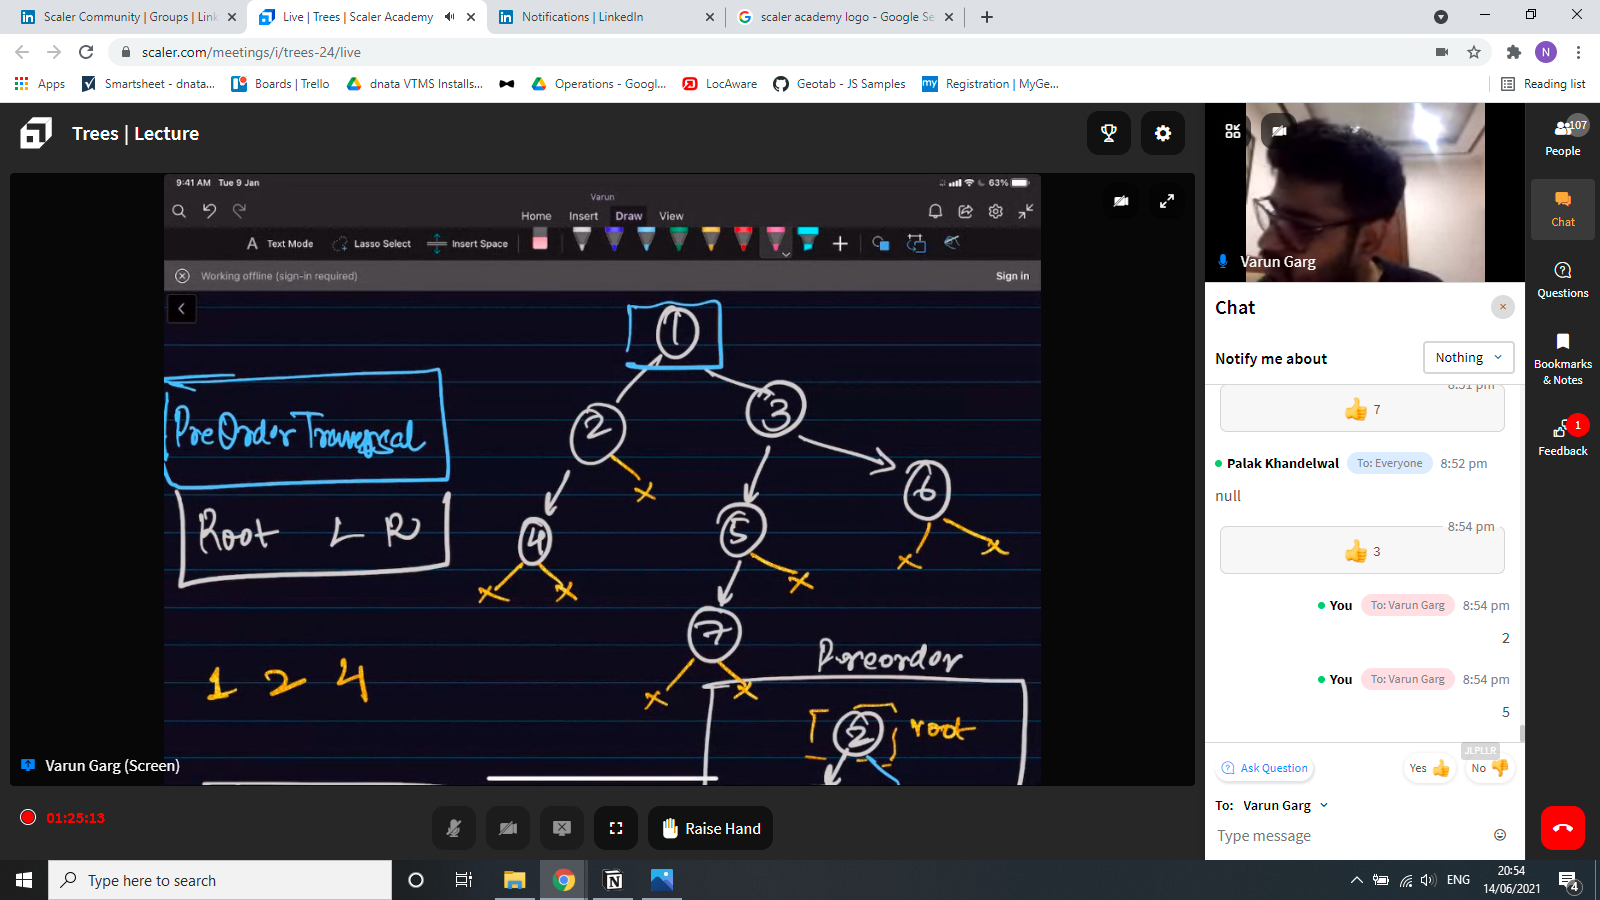 Scaler Community | Groups | Link
Live | Trees | Scaler Academy
Notifications | LinkedIn
scaler academy logo - Google Se
scaler.com/meetings/i/trees-24/live
N
Apps
Smartsheet - dnata...
Boards | Trello
dnata VTMS Installs...
Operations - Googl...
LocAware
Geotab - JS Samples
my Registration | MyGe...
Reading list
Trees | Lecture
9:41 AM Tue 9 Jan
63%
Varun
Home Insert Draw View
A Text Mode Lasso Select Insert Space
Working offline (sign-in required)
Sign in
1
2 3
PreOrder Traversal
6
Root L R
4 5
x x x x x x
7
1 2 4
x x
Preorder
2 root
Varun Garg (Screen)
01:25:13
Raise Hand
Varun Garg
Chat
Notify me about
Nothing
8:51 pm
7
Palak Khandelwal To: Everyone 8:52 pm
null
8:54 pm
3
You To: Varun Garg 8:54 pm
2
You To: Varun Garg 8:54 pm
5
JLPLLR
Ask Question
Yes
No
To: Varun Garg
Type message
107
People
Chat
Questions
Bookmarks
& Notes
1
Feedback
Type here to search
ENG
20:54
14/06/2021
4